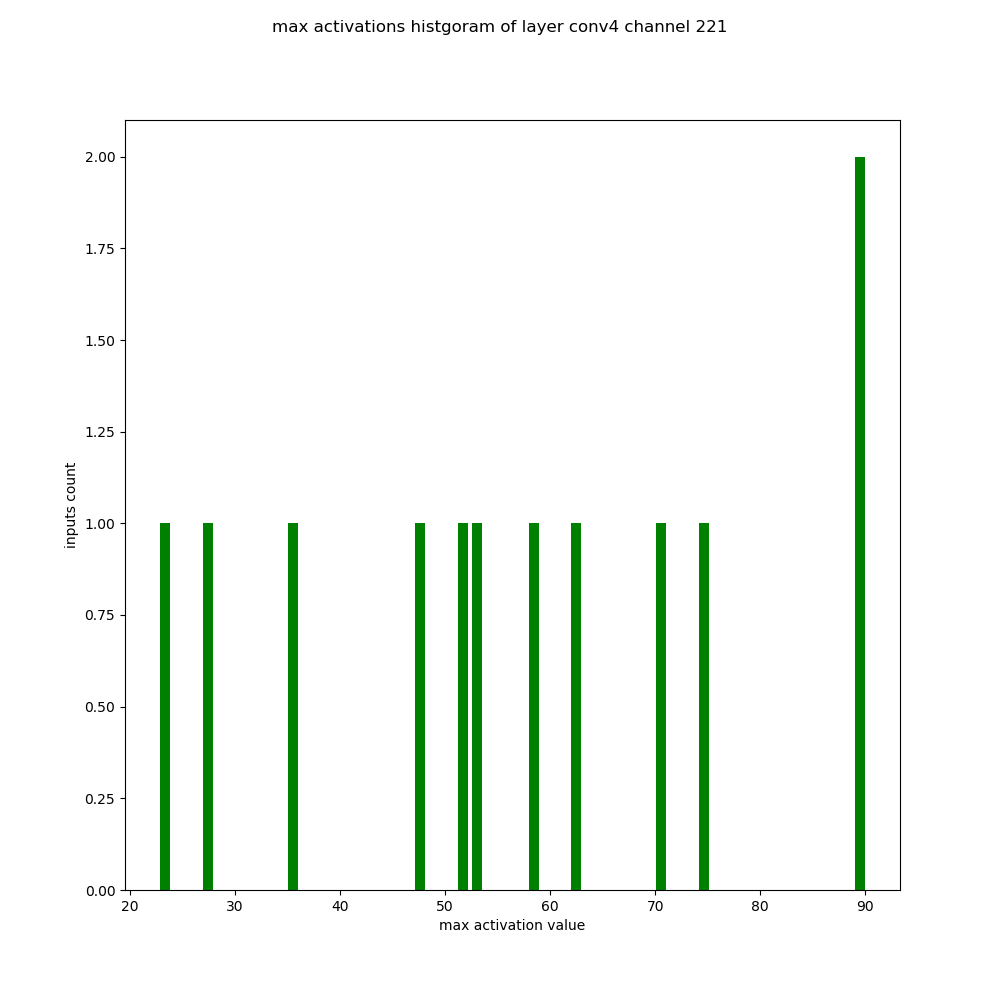 max activations histgoram of layer conv4 channel 221
2.00
1.75
1.50
1.25
1.00
0.75
0.50
0.25
0.00
inputs count
20 30 40 50 60 70 80 90
max activation value